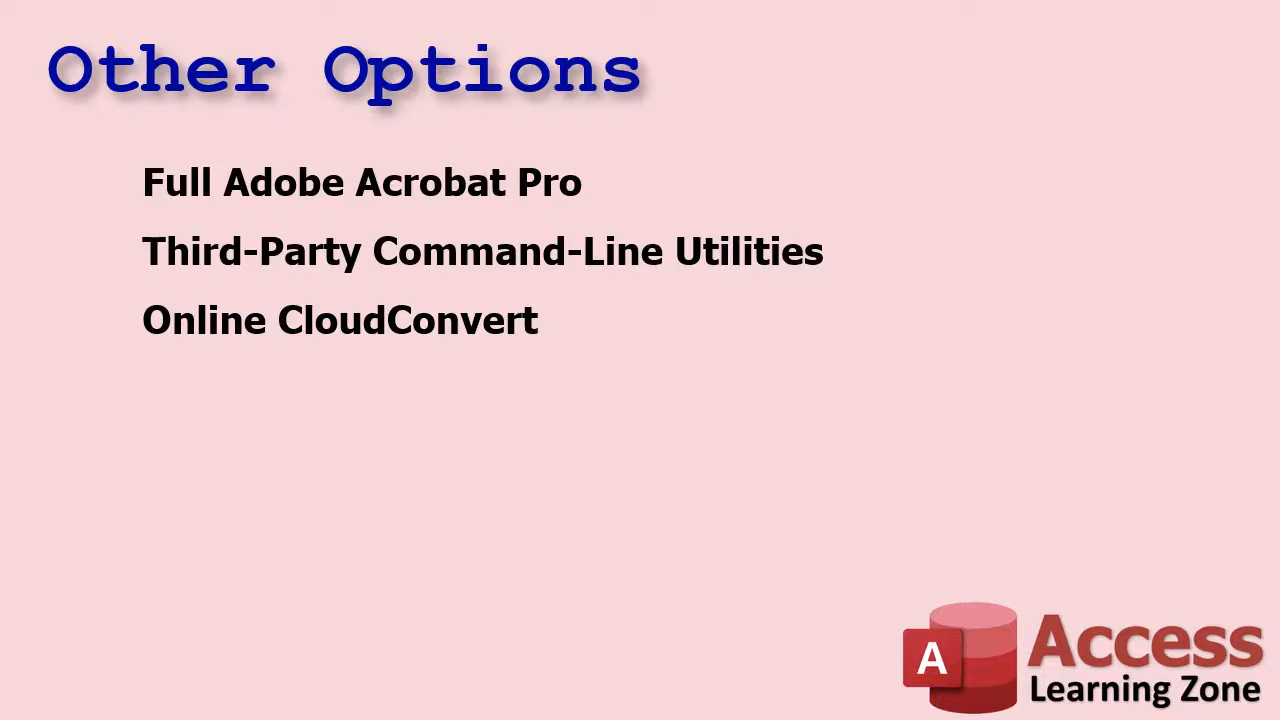 Other Options
Full Adobe Acrobat Pro
Third-Party Command-Line Utilities
Online CloudConvert
A
Access
Learning Zone